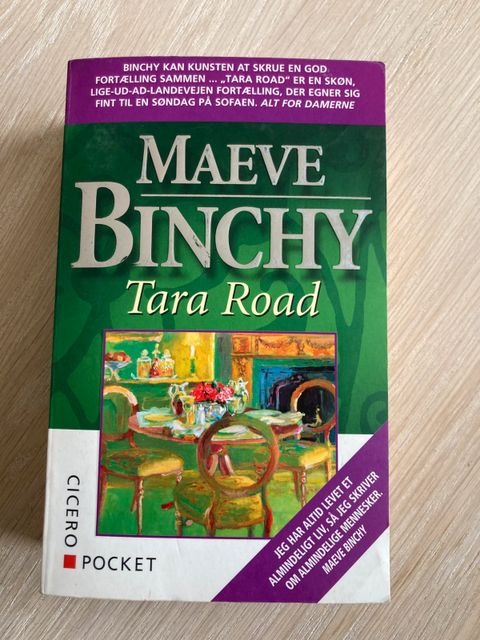 BINCHY KAN KUNSTEN AT SKRUE EN GOD
FORTÆLLING SAMMEN ... „TARA ROAD“ ER EN SKØN,
LIGE-UD-AD-LANDEVEJEN FORTÆLLING, DER EGNER SIG
FINT TIL EN SØNDAG PÅ SOFAEN. ALT FOR DAMERNE
MAEVE
BINCHY
Tara Road
JEG HAR ALTID LEVET ET
ALMINDELIGT LIV, SÅ JEG SKRIVER
OM ALMINDELIGE MENNESKER.
MAEVE BINCHY
CICERO
POCKET